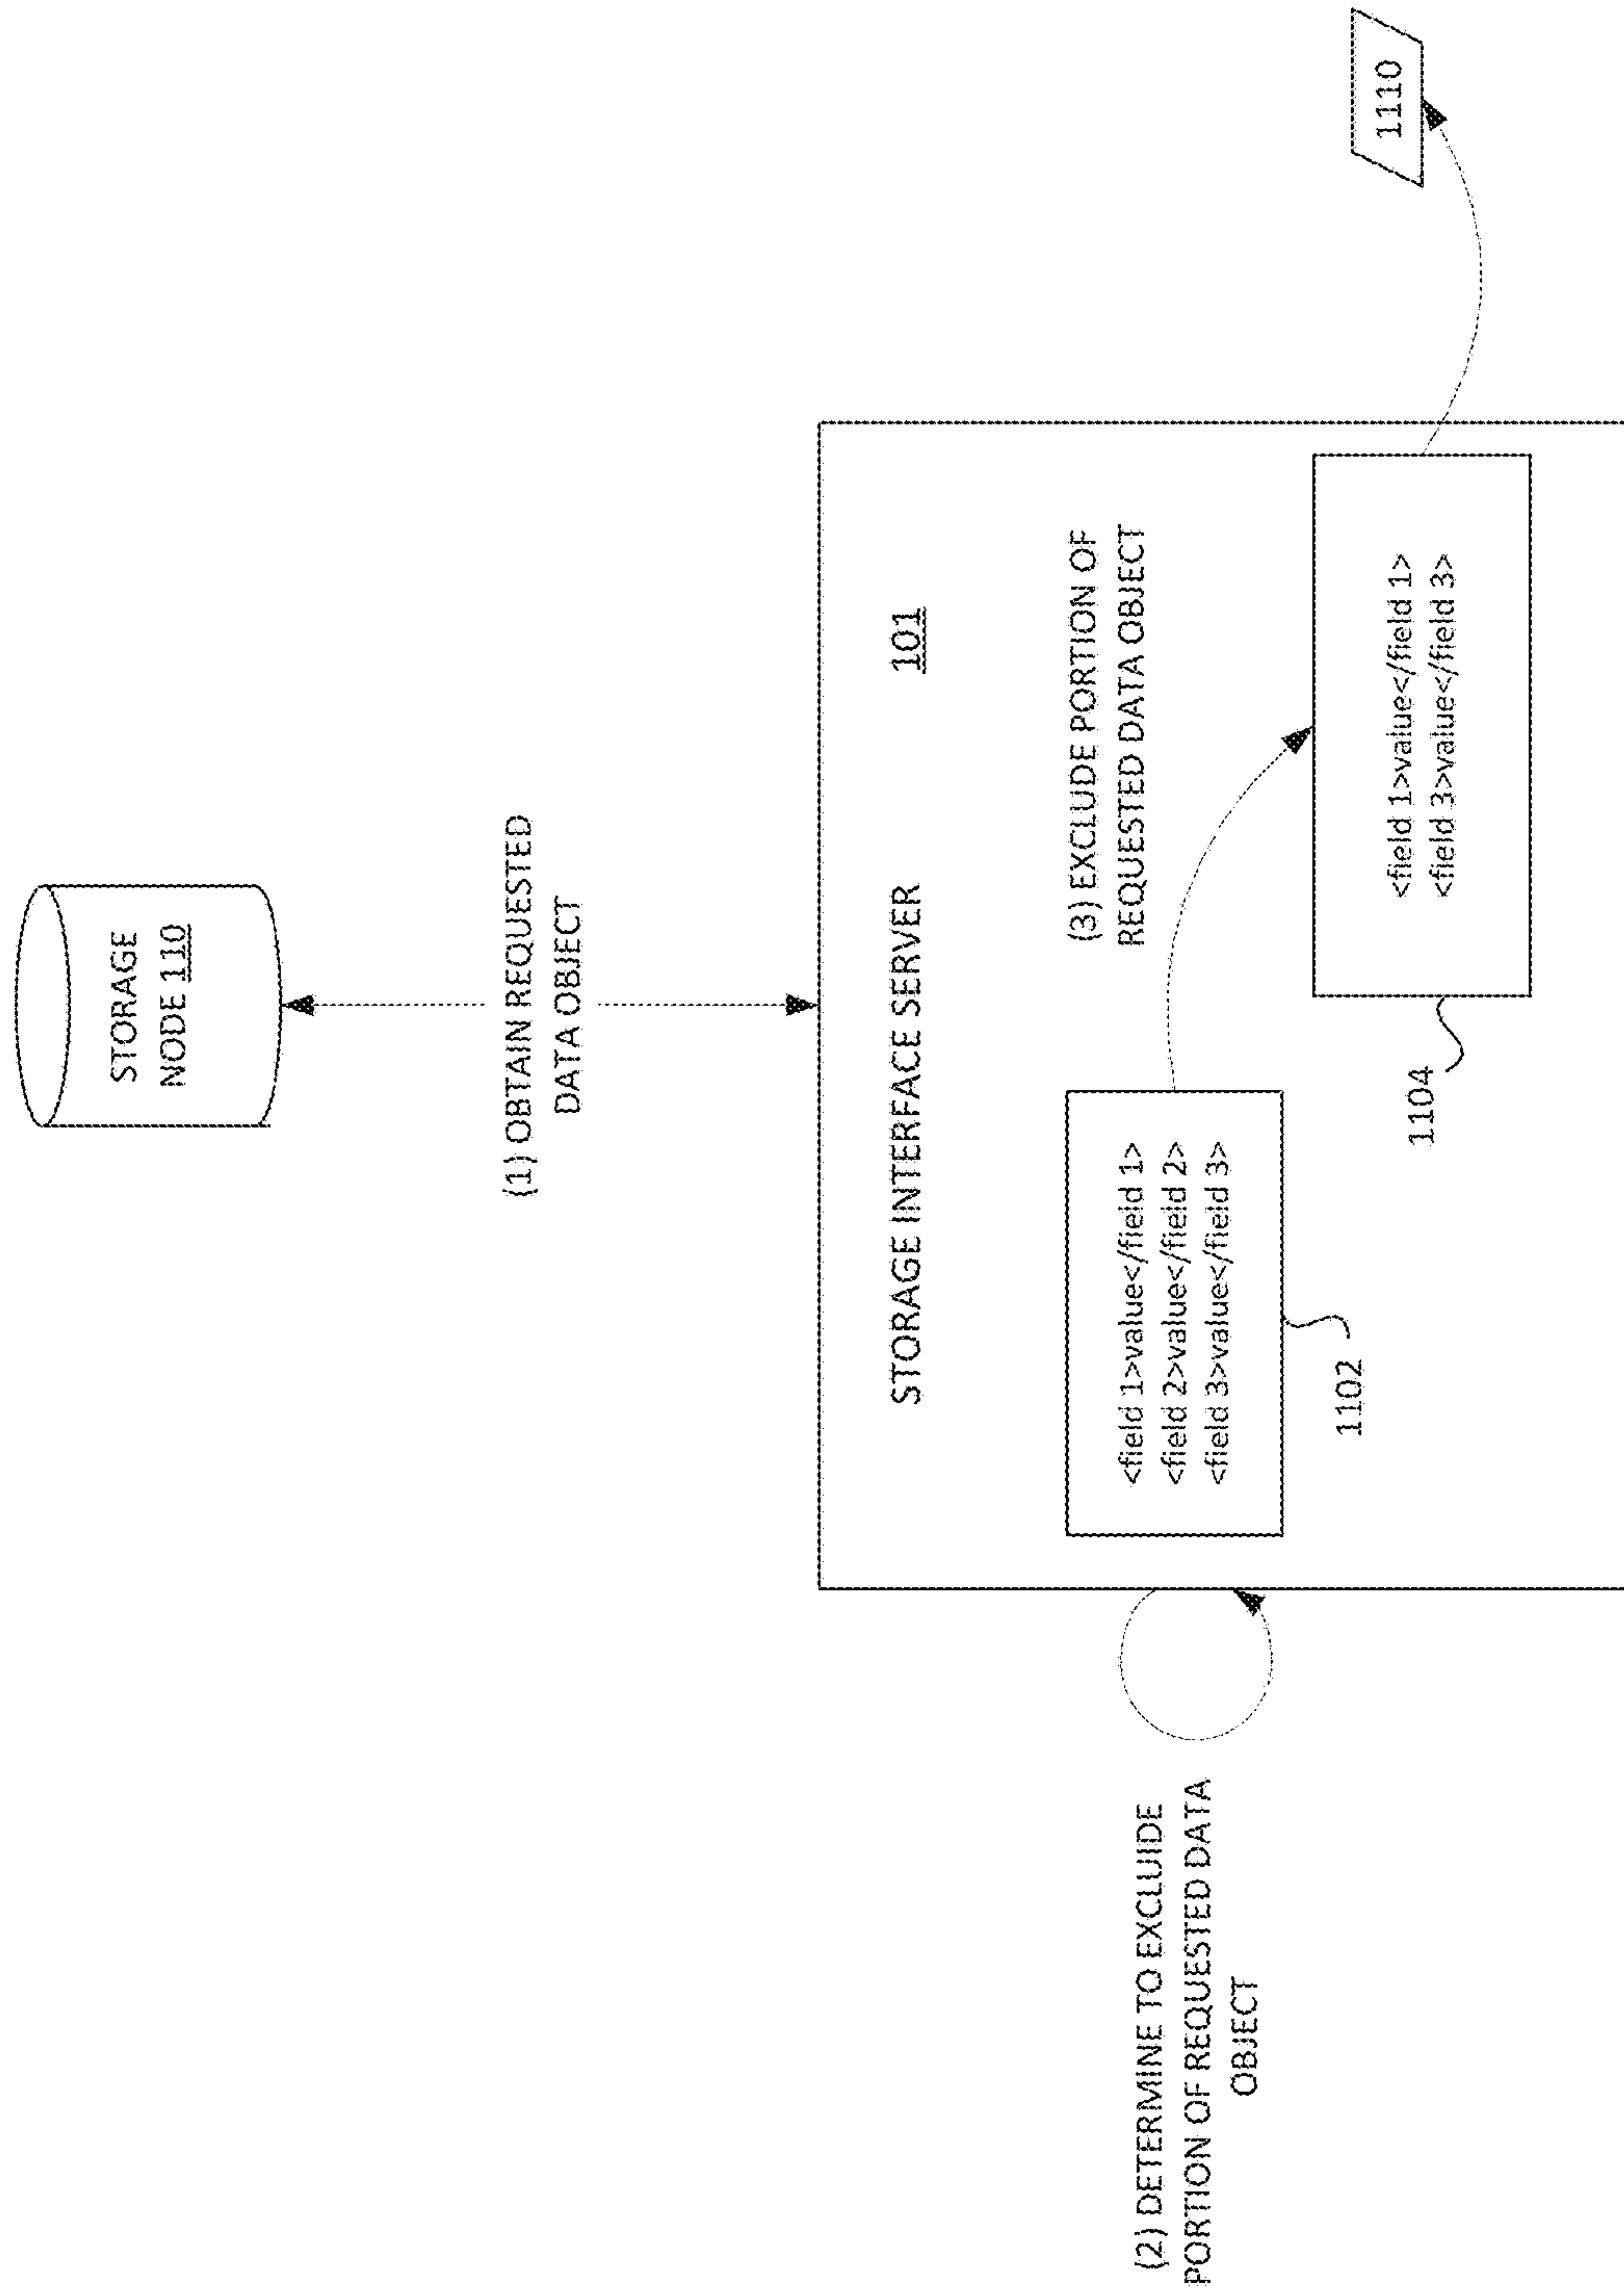 STORAGE
NODE 110
(1) OBTAIN REQUESTED
DATA OBJECT
STORAGE INTERFACE SERVER 101
(2) DETERMINE TO EXCLUIDE
PORTION OF REQUESTED DATA
OBJECT
(3) EXCLUDE PORTION OF
REQUESTED DATA OBJECT
<field 1>value</field 1>
<field 2>value</field 2>
<field 3>value</field 3>
1102
<field 1>value</field 1>
<field 3>value</field 3>
1104
1110